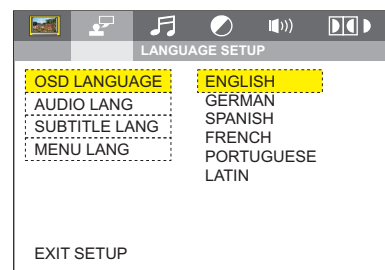 LANGUAGE SETUP
OSD LANGUAGE
AUDIO LANG
SUBTITLE LANG
MENU LANG
ENGLISH
GERMAN
SPANISH
FRENCH
PORTUGUESE
LATIN
EXIT SETUP